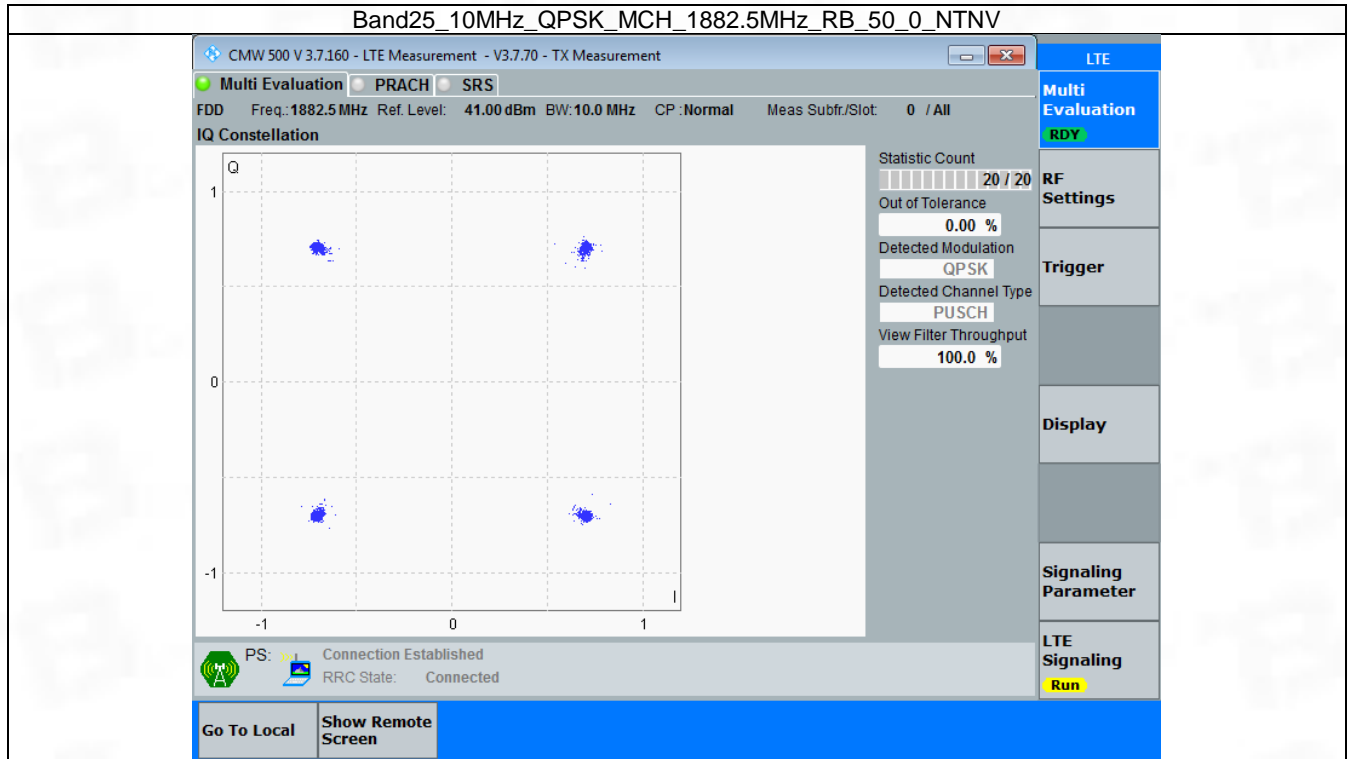 Band25_10MHz_QPSK_MCH_1882.5MHz_RB_50_0_NTNV
CMW 500 V 3.7.160 - LTE Measurement - V3.7.70 - TX Measurement
LTE
Multi Evaluation PRACH SRS
Multi
Evaluation
RDY
FDD Freq.:1882.5 MHz Ref. Level: 41.00 dBm BW:10.0 MHz CP :Normal Meas Subfr./Slot: 0 / All
IQ Constellation
Q
1
0
-1
I
-1 0 1
Statistic Count
20 / 20
Out of Tolerance
0.00 %
Detected Modulation
QPSK
Detected Channel Type
PUSCH
View Filter Throughput
100.0 %
RF
Settings
Trigger
Display
Signaling
Parameter
LTE
Signaling
Run
PS: Connection Established
RRC State: Connected
Go To Local
Show Remote
Screen